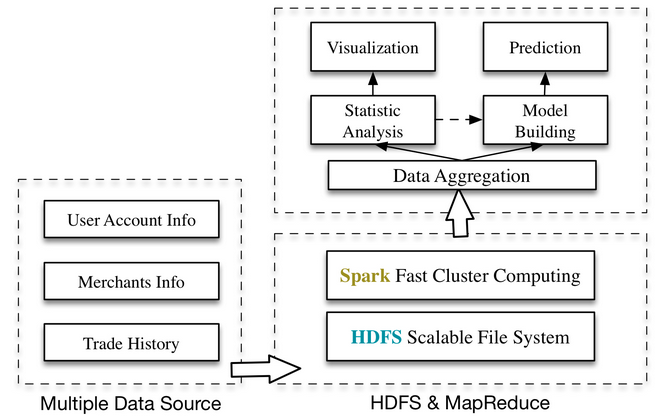 Visualization
Prediction
Statistic
Analysis
Model
Building
Data Aggregation
User Account Info
Merchants Info
Trade History
Multiple Data Source
Spark Fast Cluster Computing
HDFS Scalable File System
HDFS & MapReduce